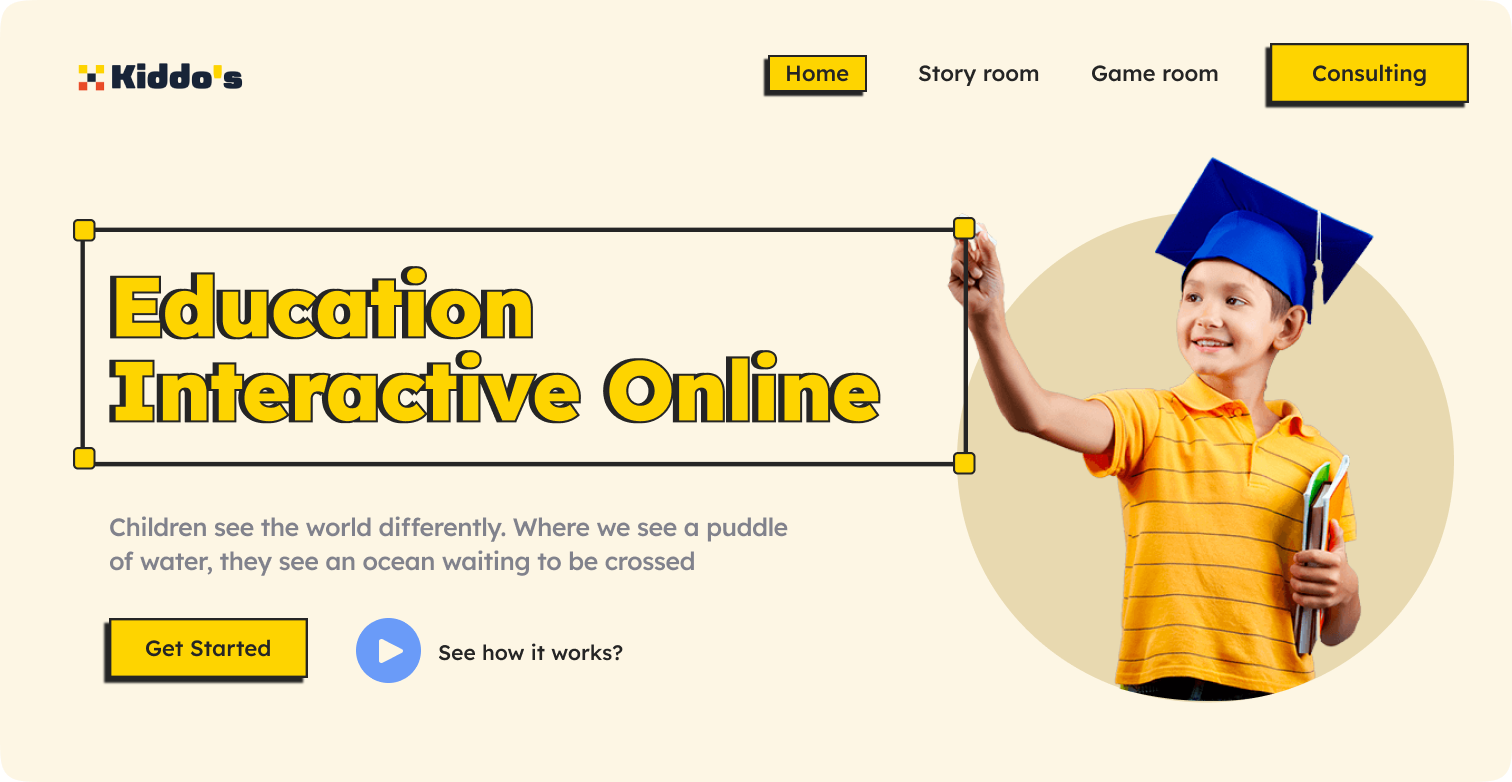 Kiddo's
Home
Story room
Game room
Consulting
Education
Interactive Online
Children see the world differently. Where we see a puddle
of water, they see an ocean waiting to be crossed
Get Started
See how it works?